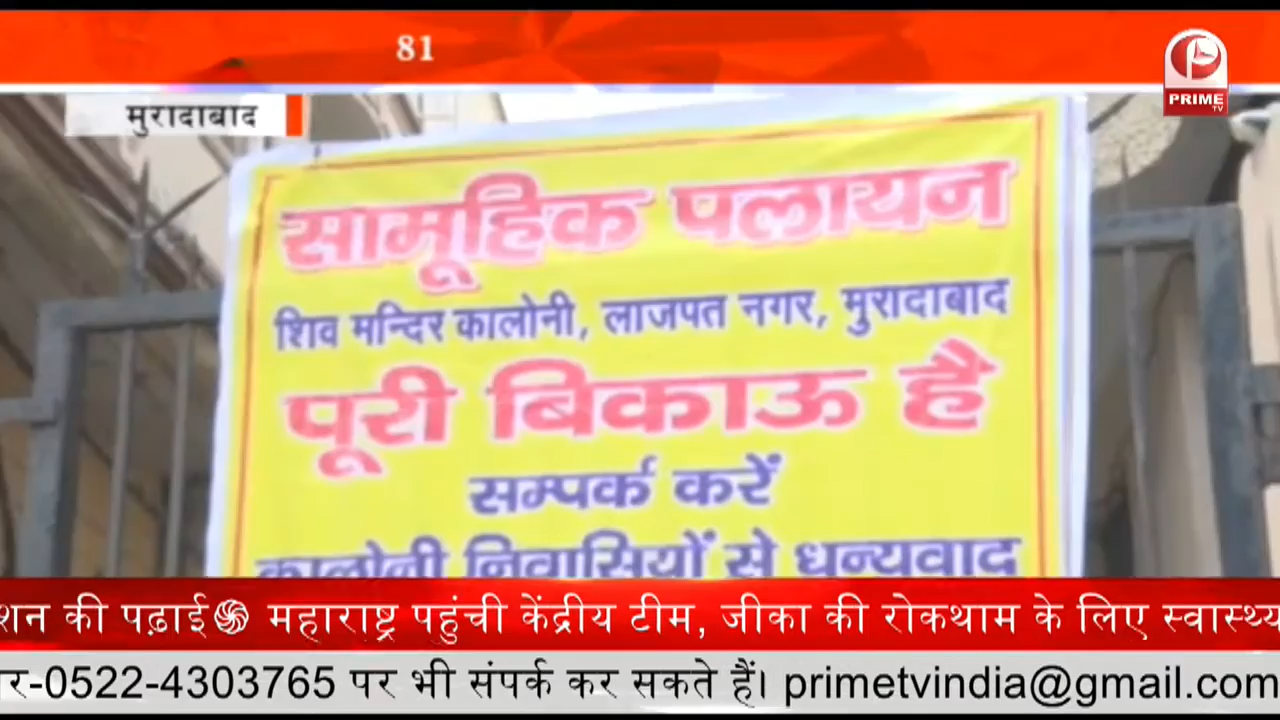 81
PRIME
TV
मुरादाबाद
सामूहिक पलायन
शिव मन्दिर कालोनी, लाजपत नगर, मुरादाबाद
पूरी बिकाऊ है
सम्पर्क करें
कालोनी निवासियों से धन्यवाद
शन की पढ़ाई महाराष्ट्र पहुंची केंद्रीय टीम, जीका की रोकथाम के लिए स्वास्थ्य
र-0522-4303765 पर भी संपर्क कर सकते हैं। primetvindia@gmail.com